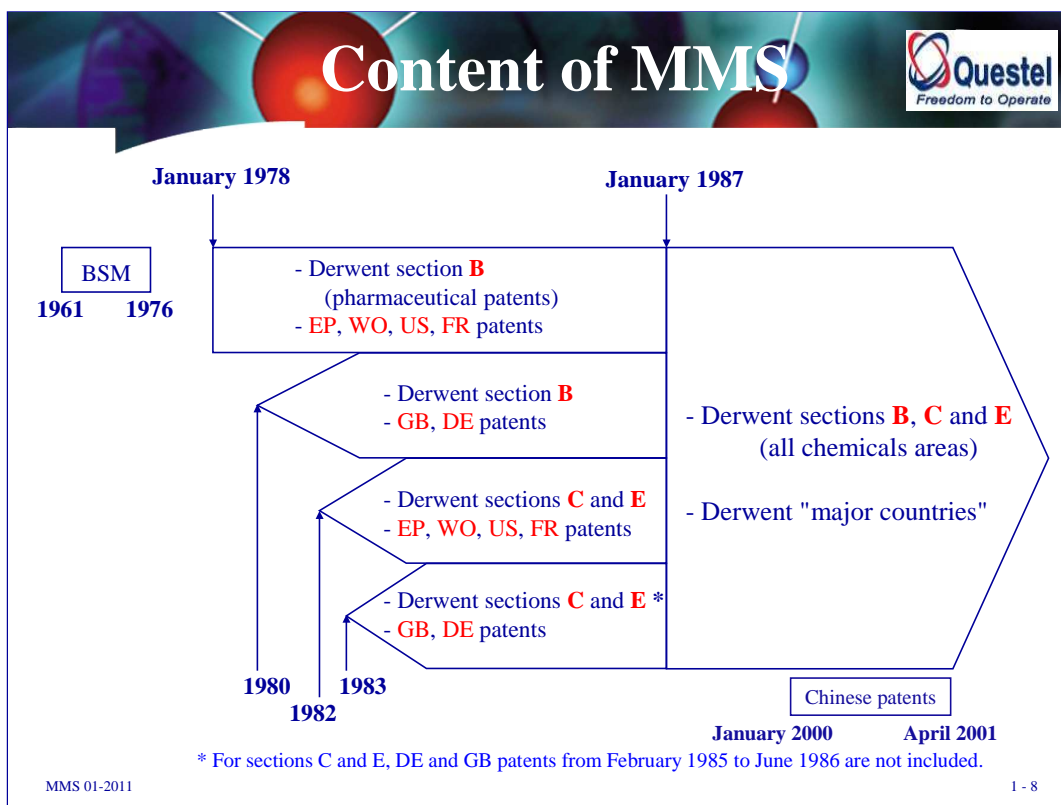 Content of MMS
Questel
Freedom to Operate
January 1978
January 1987
BSM
1961
1976
- Derwent section B
(pharmaceutical patents)
- EP, WO, US, FR patents
- Derwent section B
- GB, DE patents
- Derwent sections C and E
- EP, WO, US, FR patents
- Derwent sections C and E *
- GB, DE patents
- Derwent sections B, C and E
(all chemicals areas)
- Derwent "major countries"
1980
1982
1983
Chinese patents
January 2000
April 2001
* For sections C and E, DE and GB patents from February 1985 to June 1986 are not included.
MMS 01-2011
1 - 8